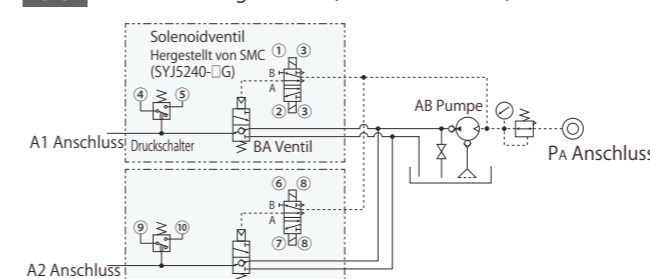 Solenoidventil
Hergestellt von SMC
(SYJ5240-□G)
① ③
B
A
② ③
④ ⑤
A1 Anschluss
Druckschalter
BA Ventil
AB Pumpe
PA Anschluss
⑥ ⑧
B
A
⑦ ⑧
⑨ ⑩
A2 Anschluss